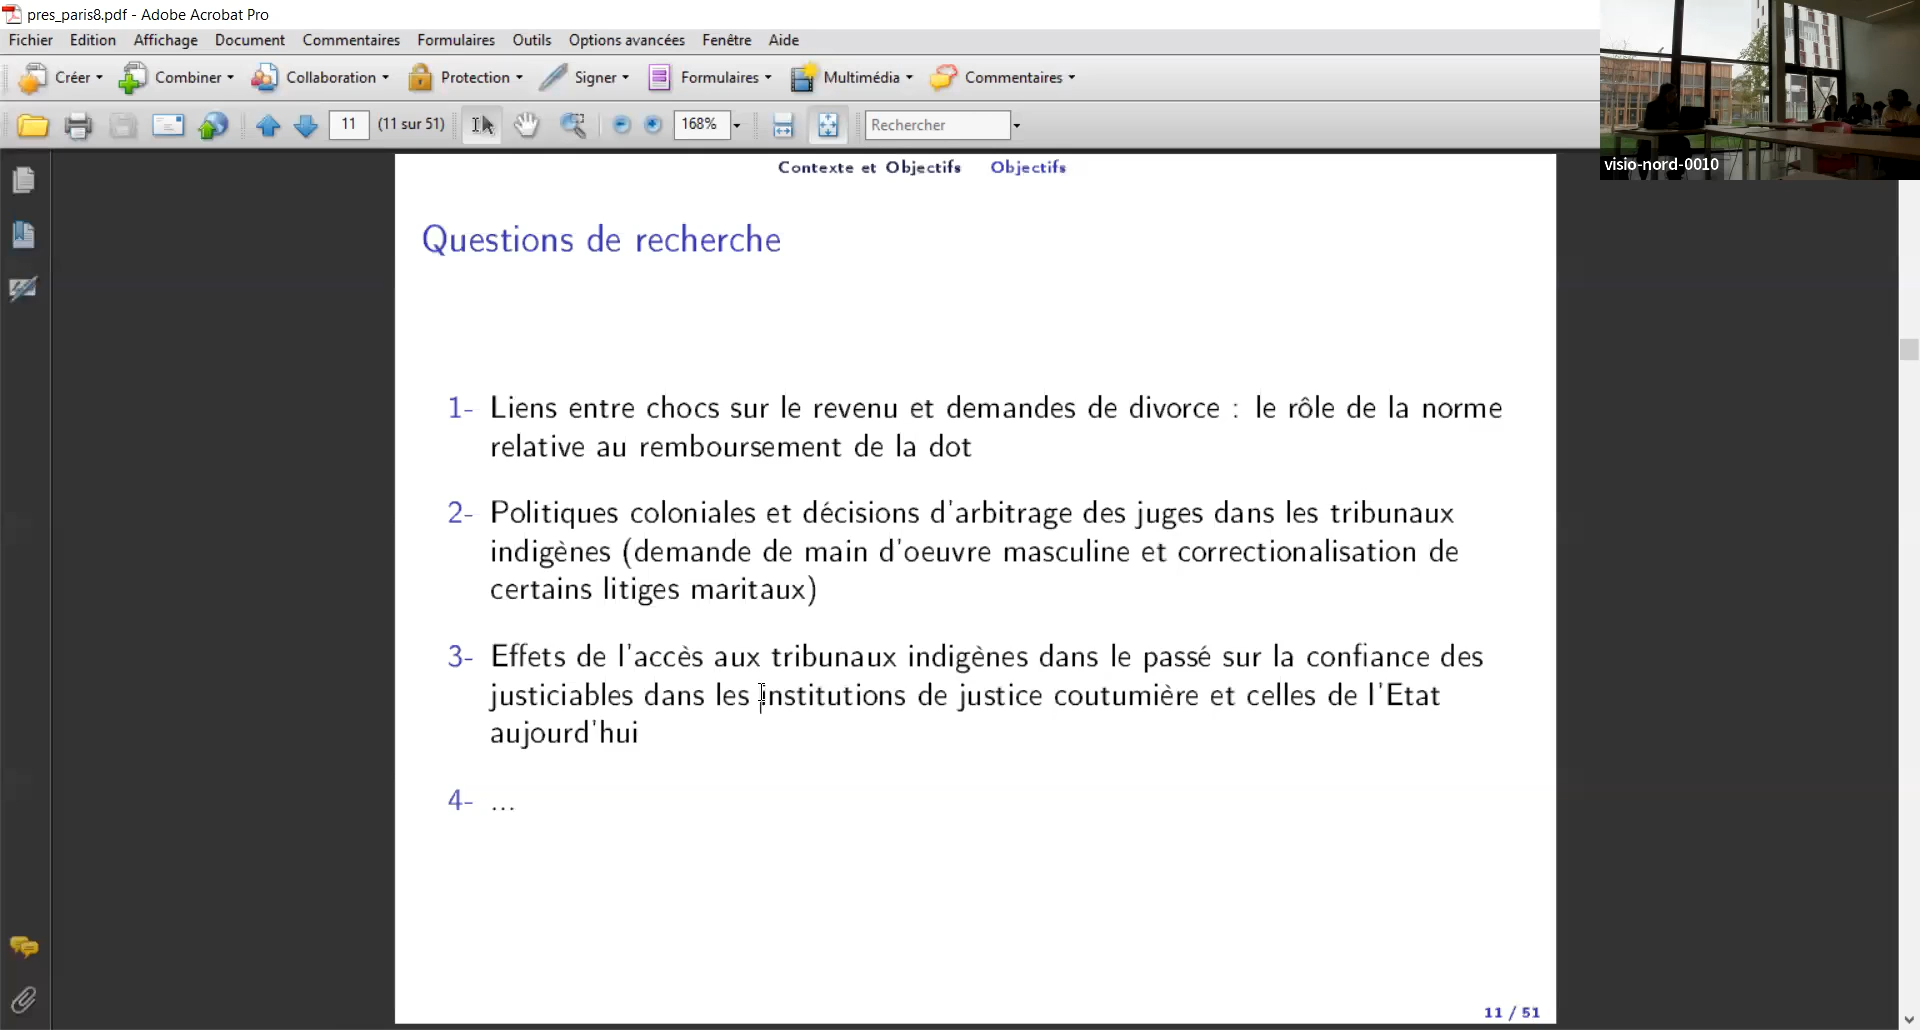 pres_paris8.pdf - Adobe Acrobat Pro
Fichier Edition Affichage Document Commentaires Formulaires Outils Options avancées Fenêtre Aide
Créer Combiner Collaboration Protection Signer Formulaires Multimédia Commentaires
11 (11 sur 51) 168% Rechercher
visio-nord-0010
Contexte et Objectifs Objectifs
Questions de recherche
1- Liens entre chocs sur le revenu et demandes de divorce : le rôle de la norme
relative au remboursement de la dot
2- Politiques coloniales et décisions d'arbitrage des juges dans les tribunaux
indigènes (demande de main d'oeuvre masculine et correctionalisation de
certains litiges maritaux)
3- Effets de l'accès aux tribunaux indigènes dans le passé sur la confiance des
justiciables dans les institutions de justice coutumière et celles de l'Etat
aujourd'hui
4- ...
11 / 51